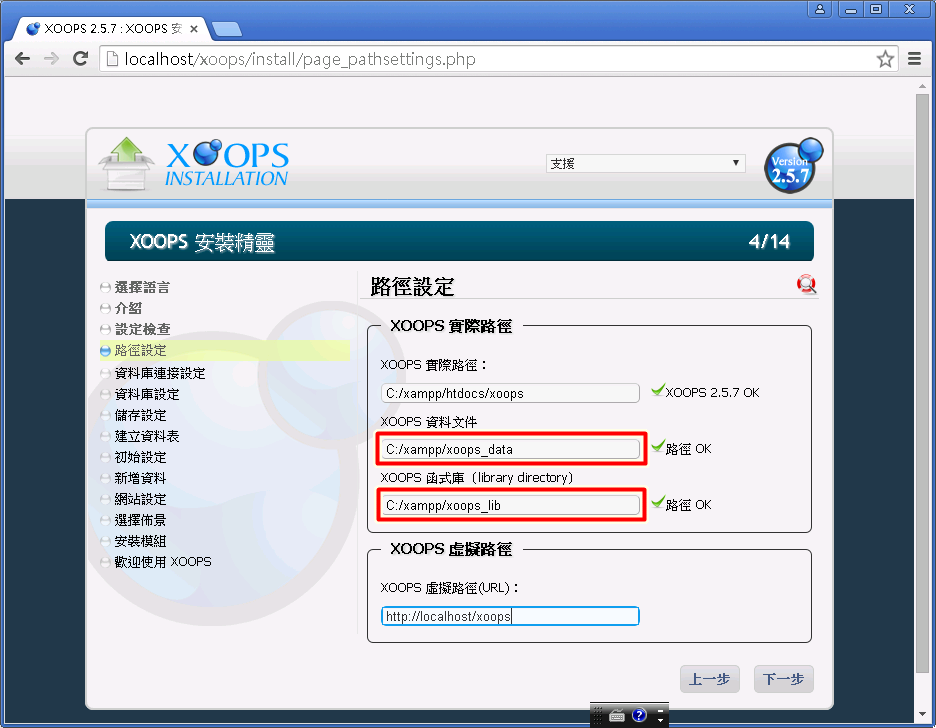 XOOPS 2.5.7 : XOOPS 安
localhost/xoops/install/page_pathsettings.php
XOOPS
INSTALLATION
支援
Version
2.5.7
XOOPS 安裝精靈
4/14
選擇語言
介紹
設定檢查
路徑設定
資料庫連接設定
資料庫設定
儲存設定
建立資料表
初始設定
新增資料
網站設定
選擇佈景
安裝模組
歡迎使用 XOOPS
路徑設定
XOOPS 實際路徑
XOOPS 實際路徑：
C:/xampp/htdocs/xoops
XOOPS 2.5.7 OK
XOOPS 資料文件
C:/xampp/xoops_data
路徑 OK
XOOPS 函式庫（library directory）
C:/xampp/xoops_lib
路徑 OK
XOOPS 虛擬路徑
XOOPS 虛擬路徑(URL)：
http://localhost/xoops
上一步
下一步